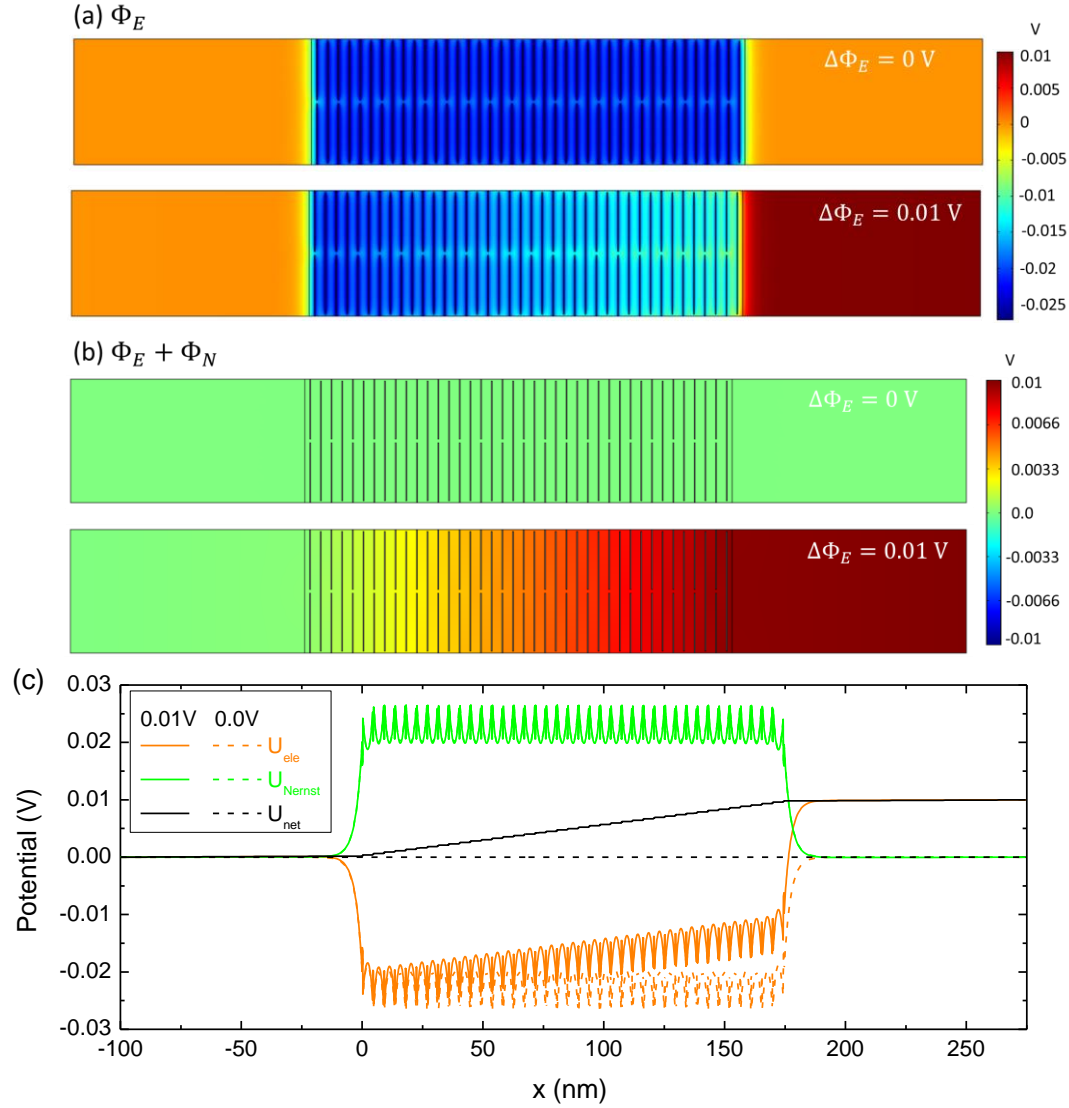 (a) Φ_E
V
ΔΦ_E = 0 V
0.01
0.005
0
-0.005
-0.01
-0.015
-0.02
-0.025
ΔΦ_E = 0.01 V
(b) Φ_E + Φ_N
V
ΔΦ_E = 0 V
0.01
0.0066
0.0033
0.0
-0.0033
-0.0066
-0.01
ΔΦ_E = 0.01 V
(c)
0.03
0.02
0.01
0.00
-0.01
-0.02
-0.03
Potential (V)
0.01V 0.0V
U_ele
U_Nernst
U_net
-100 -50 0 50 100 150 200 250
x (nm)